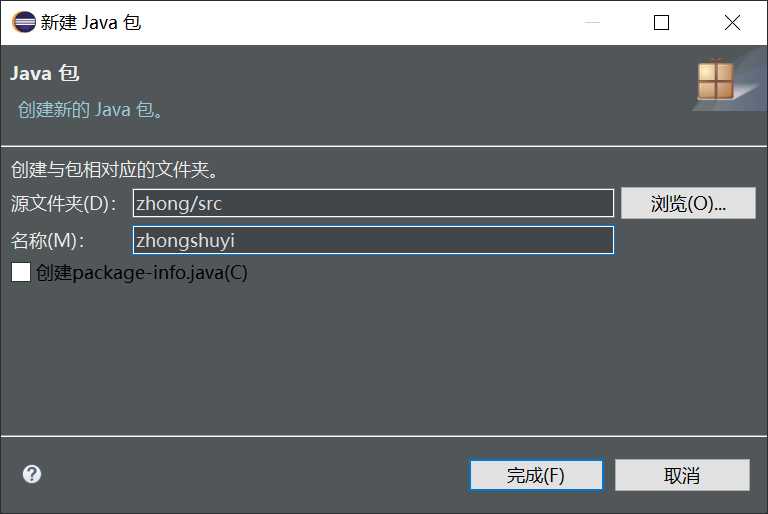 新建 Java 包
Java 包
创建新的 Java 包。
创建与包相对应的文件夹。
源文件夹(D)： zhong/src 浏览(O)...
名称(M)： zhongshuyi
创建package-info.java(C)
? 完成(F) 取消